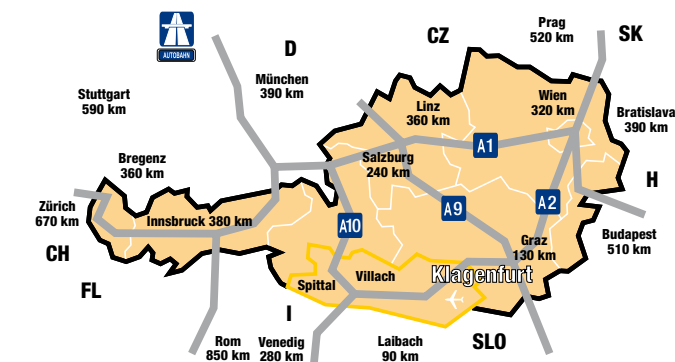 AUTOBAHN
D
CZ
Prag
520 km
SK
München
390 km
Stuttgart
590 km
Linz
360 km
Wien
320 km
Bratislava
390 km
A1
Bregenz
360 km
Salzburg
240 km
H
Zürich
670 km
Innsbruck 380 km
A10
A9
A2
Budapest
510 km
CH
Graz
130 km
FL
Spittal
Villach
Klagenfurt
I
Rom
850 km
Venedig
280 km
Laibach
90 km
SLO